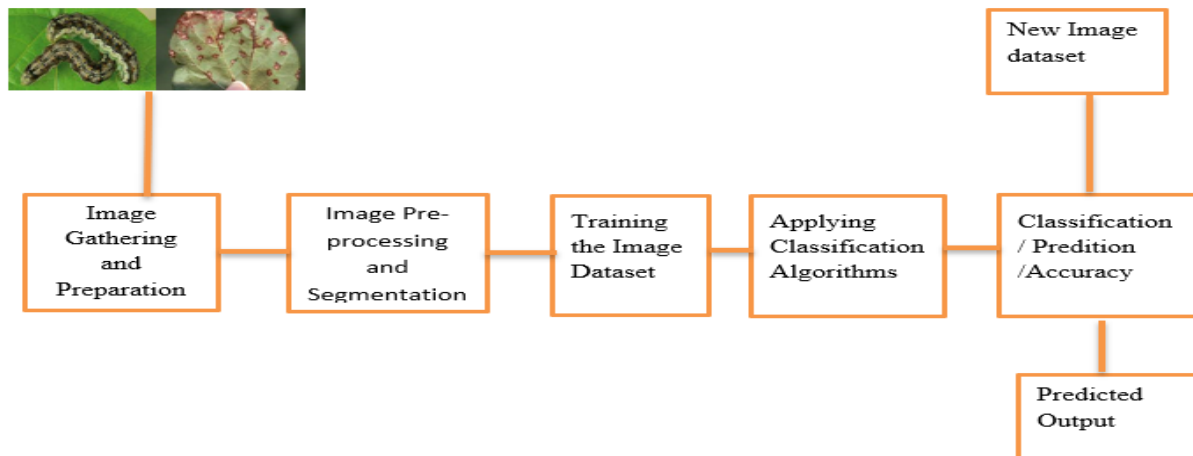 New Image
dataset
Image
Gathering
and
Preparation
Image Pre-
processing
and
Segmentation
Training
the Image
Dataset
Applying
Classification
Algorithms
Classification
/ Predition
/Accuracy
Predicted
Output